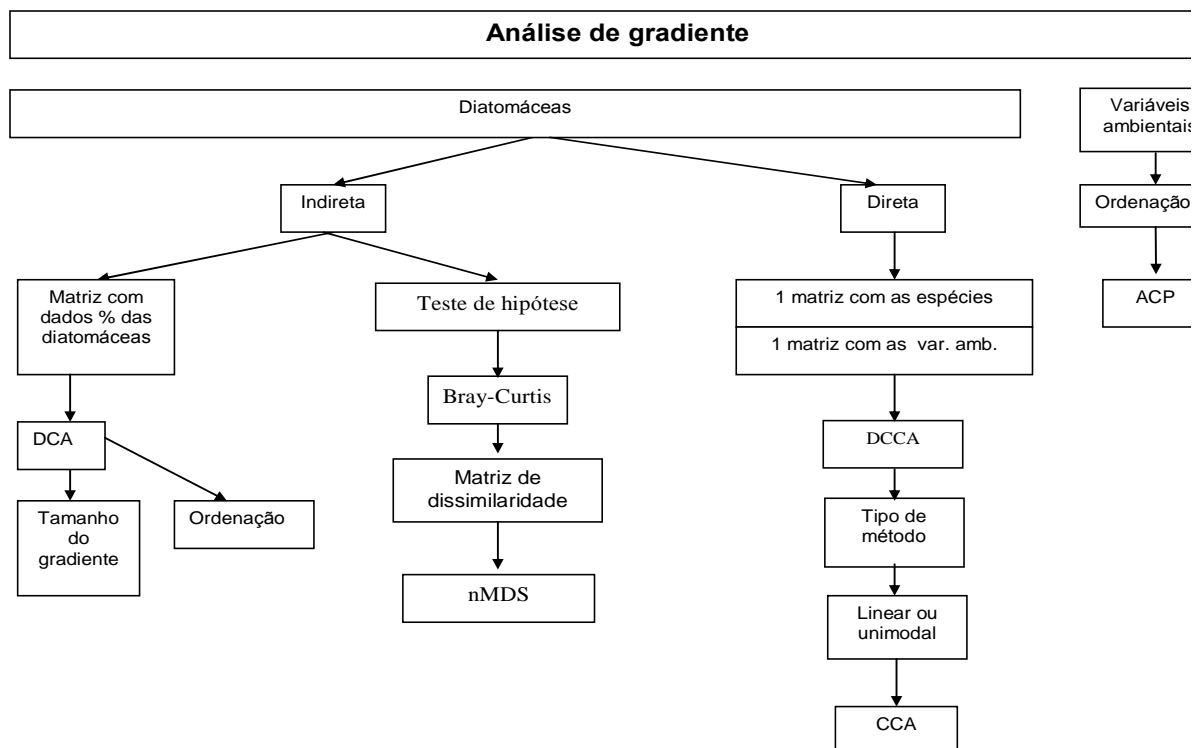 Análise de gradiente
Diatomáceas
Variáveis
ambientais
Indireta
Direta
Ordenação
Matriz com
dados % das
diatomáceas
Teste de hipótese
1 matriz com as espécies
1 matriz com as var. amb.
ACP
Bray-Curtis
DCA
DCCA
Matriz de
dissimilaridade
Tamanho
do
gradiente
Ordenação
Tipo de
método
nMDS
Linear ou
unimodal
CCA